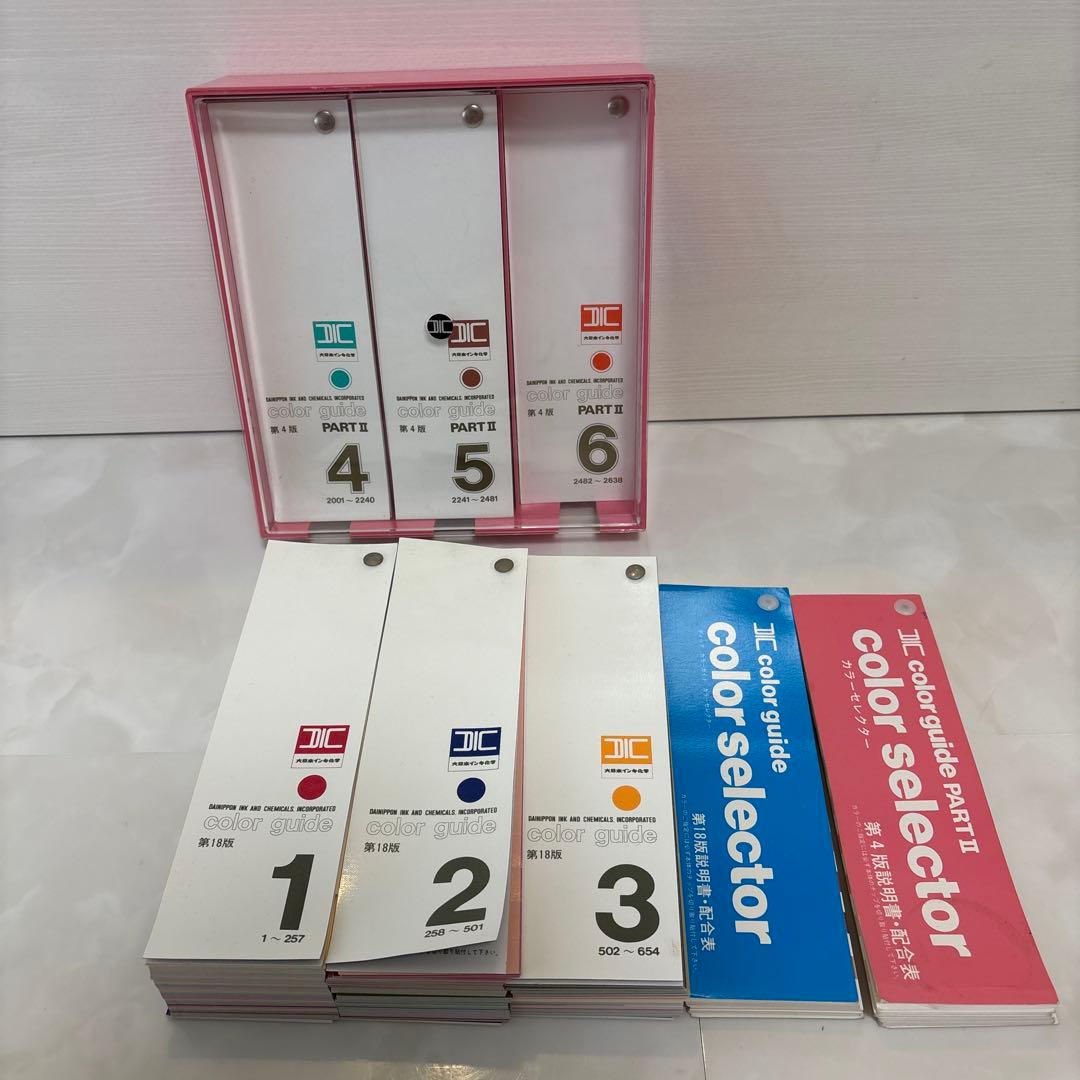 DIC
大日本インキ化学
DAINIPPON INK AND CHEMICALS, INCORPORATED
color guide
第4版 PART II
4
2001～2240
DIC
DIC
大日本インキ化学
DAINIPPON INK AND CHEMICALS, INCORPORATED
color guide
第4版 PART II
5
2241～2481
DIC
大日本インキ化学
DAINIPPON INK AND CHEMICALS, INCORPORATED
color guide
第4版 PART II
6
2482～2638
DIC
大日本インキ化学
DAINIPPON INK AND CHEMICALS, INCORPORATED
color guide
第18版
1
1～257
DIC
大日本インキ化学
DAINIPPON INK AND CHEMICALS, INCORPORATED
color guide
第18版
2
258～501
DIC
大日本インキ化学
DAINIPPON INK AND CHEMICALS, INCORPORATED
color guide
第18版
3
502～654
DIC color guide
color selector
第18版説明書・配合表
DIC color guide PART II
color selector
カラーセレクター
第4版説明書・配合表